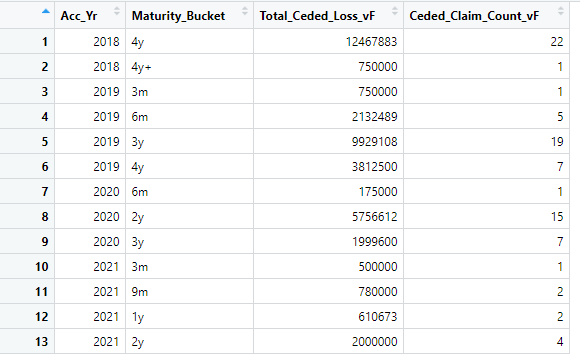 Acc_Yr Maturity_Bucket Total_Ceded_Loss_vF Ceded_Claim_Count_vF
1 2018 4y 12467883 22
2 2018 4y+ 750000 1
3 2019 3m 750000 1
4 2019 6m 2132489 5
5 2019 3y 9929108 19
6 2019 4y 3812500 7
7 2020 6m 175000 1
8 2020 2y 5756612 15
9 2020 3y 1999600 7
10 2021 3m 500000 1
11 2021 9m 780000 2
12 2021 1y 610673 2
13 2021 2y 2000000 4